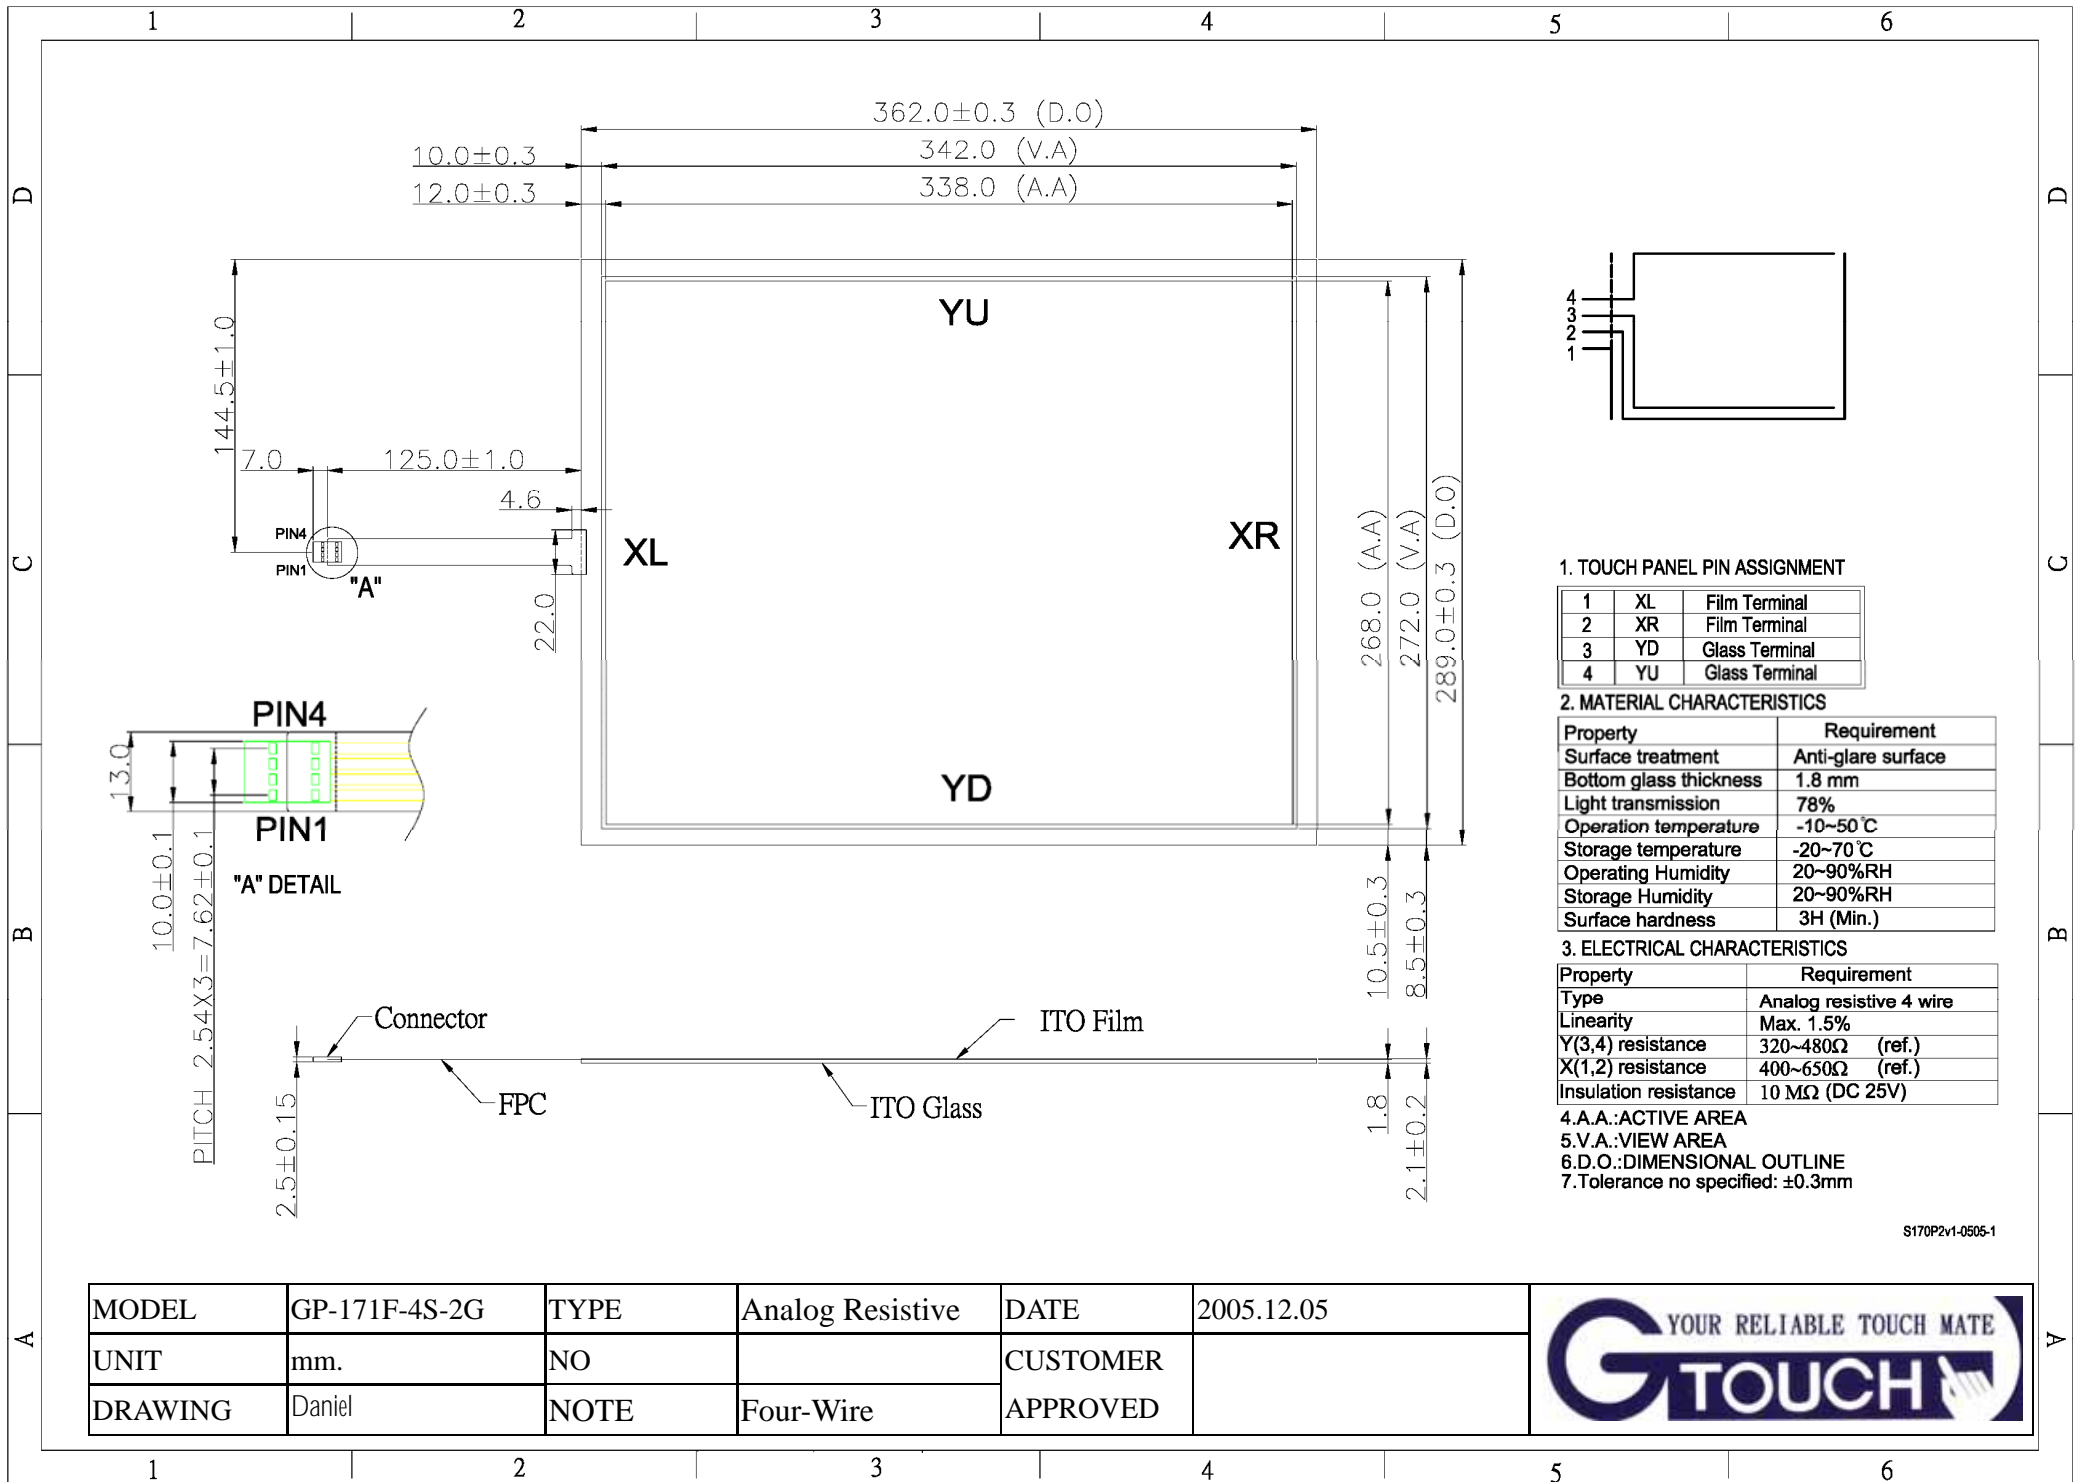 1 2 3 4 5 6
D D
362.0±0.3 (D.O)
10.0±0.3 342.0 (V.A)
12.0±0.3 338.0 (A.A)
YU
144.5±1.0
4
3
2
1
7.0 125.0±1.0
4.6
PIN4
PIN1
"A"
XL
XR
22.0
268.0 (A.A)
272.0 (V.A)
289.0±0.3 (D.O)
C C
1. TOUCH PANEL PIN ASSIGNMENT
1 XL Film Terminal
2 XR Film Terminal
3 YD Glass Terminal
4 YU Glass Terminal
2. MATERIAL CHARACTERISTICS
Property Requirement
Surface treatment Anti-glare surface
Bottom glass thickness 1.8 mm
Light transmission 78%
Operation temperature -10~50℃
Storage temperature -20~70℃
Operating Humidity 20~90%RH
Storage Humidity 20~90%RH
Surface hardness 3H (Min.)
3. ELECTRICAL CHARACTERISTICS
Property Requirement
Type Analog resistive 4 wire
Linearity Max. 1.5%
Y(3,4) resistance 320~480Ω (ref.)
X(1,2) resistance 400~650Ω (ref.)
Insulation resistance 10 MΩ (DC 25V)
4.A.A.:ACTIVE AREA
5.V.A.:VIEW AREA
6.D.O.:DIMENSIONAL OUTLINE
7.Tolerance no specified: ±0.3mm
S170P2v1-0505-1
PIN4
13.0
PIN1
10.0±0.1
PITCH 2.54X3=7.62±0.1
"A" DETAIL
YD
10.5±0.3
8.5±0.3
B B
Connector
ITO Film
FPC
ITO Glass
2.5±0.15
1.8
2.1±0.2
A A
MODEL GP-171F-4S-2G TYPE Analog Resistive DATE 2005.12.05
UNIT mm. NO CUSTOMER
DRAWING Daniel NOTE Four-Wire APPROVED
YOUR RELIABLE TOUCH MATE
G TOUCH
1 2 3 4 5 6